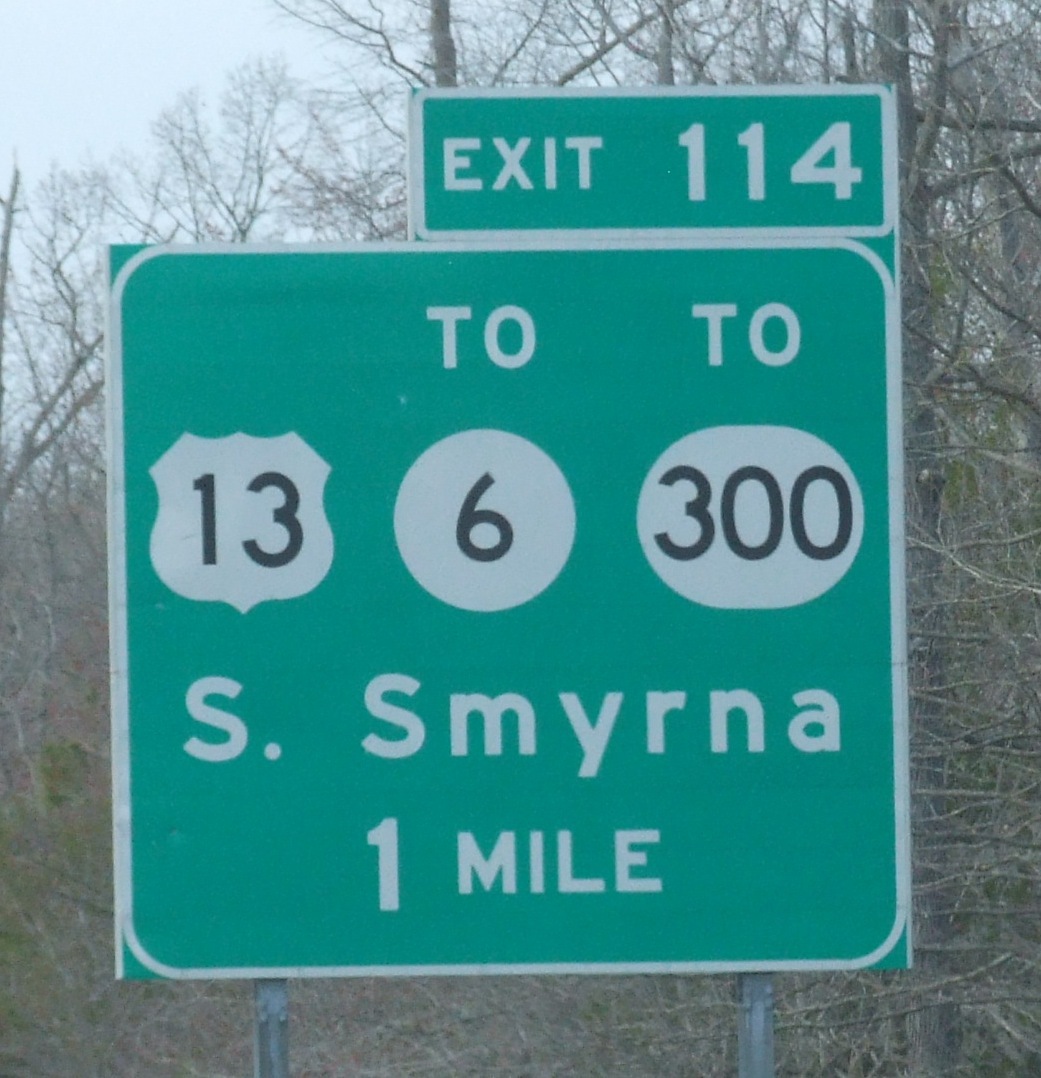 EXIT 114
TO TO
13 6 300
S. Smyrna
1 MILE